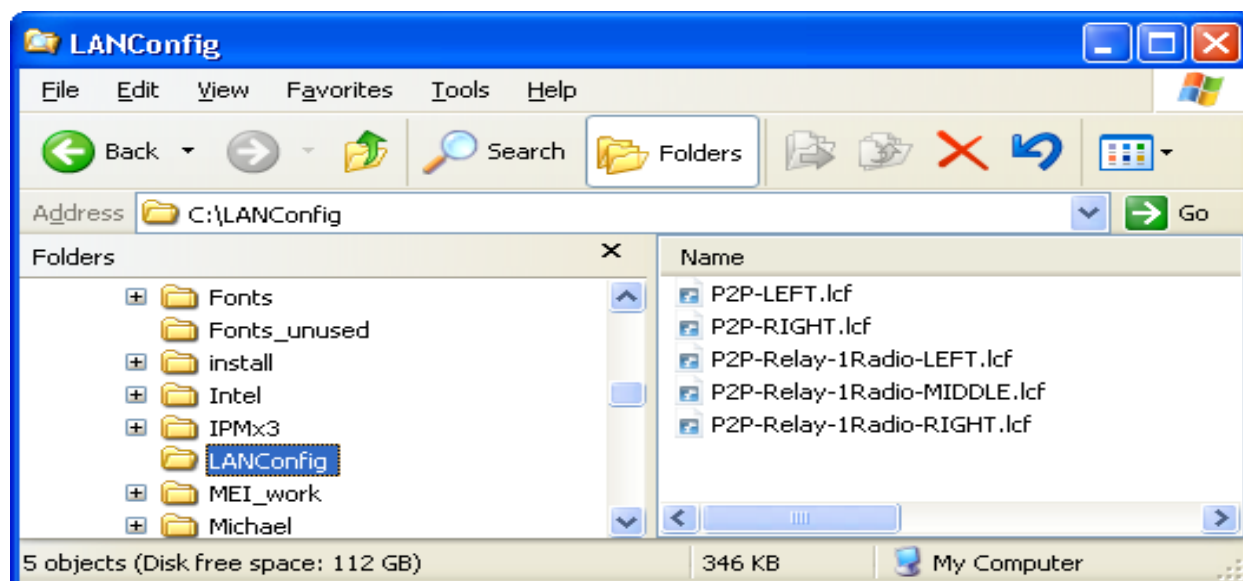 LANConfig
File Edit View Favorites Tools Help
Back Search Folders
Address C:\LANConfig Go
Folders
Fonts
Fonts_unused
install
Intel
IPMx3
LANConfig
MEI_work
Michael
Name
P2P-LEFT.lcf
P2P-RIGHT.lcf
P2P-Relay-1Radio-LEFT.lcf
P2P-Relay-1Radio-MIDDLE.lcf
P2P-Relay-1Radio-RIGHT.lcf
5 objects (Disk free space: 112 GB) 346 KB My Computer